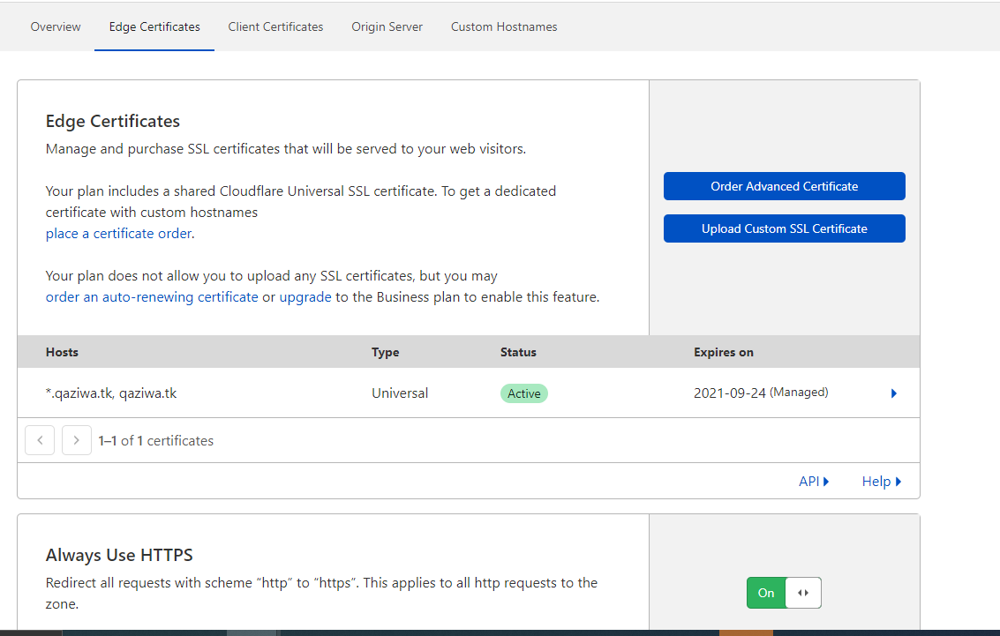 Overview Edge Certificates Client Certificates Origin Server Custom Hostnames
Edge Certificates
Manage and purchase SSL certificates that will be served to your web visitors.
Your plan includes a shared Cloudflare Universal SSL certificate. To get a dedicated
certificate with custom hostnames
place a certificate order.
Your plan does not allow you to upload any SSL certificates, but you may
order an auto-renewing certificate or upgrade to the Business plan to enable this feature.
Order Advanced Certificate
Upload Custom SSL Certificate
Hosts Type Status Expires on
*.qaziwa.tk, qaziwa.tk Universal Active 2021-09-24 (Managed)
1–1 of 1 certificates
API Help
Always Use HTTPS
Redirect all requests with scheme “http” to “https”. This applies to all http requests to the
zone.
On